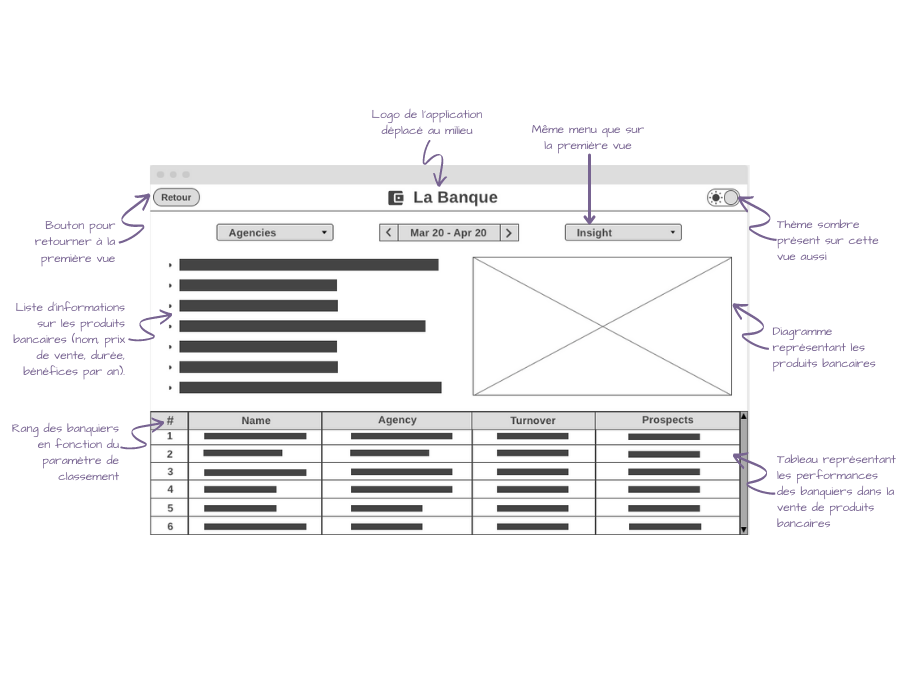 Logo de l'application
déplacé au milieu
Même menu que sur
la première vue
Retour
La Banque
Bouton pour
retourner à la
première vue
Agencies
Mar 20 - Apr 20
Insight
Thème sombre
présent sur cette
vue aussi
Liste d'informations
sur les produits
bancaires (nom, prix
de vente, durée,
bénéfices par an).
Diagramme
représentant les
produits bancaires
Rang des banquiers
en fonction du
paramètre de
classement
# Name Agency Turnover Prospects
1
2
3
4
5
6
Tableau représentant
les performances
des banquiers dans la
vente de produits
bancaires